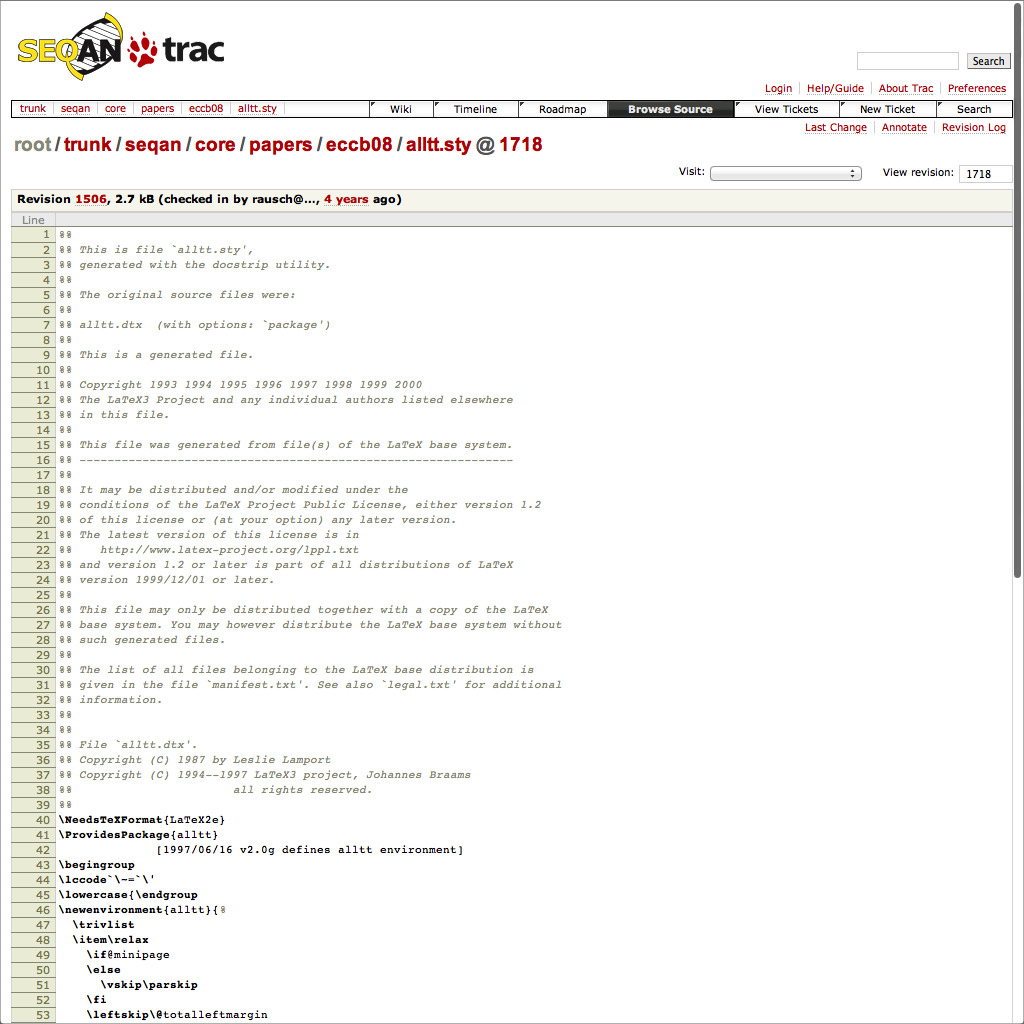 SEQAN trac
Search
Login Help/Guide About Trac Preferences
trunk seqan core papers eccb08 alltt.sty
Wiki Timeline Roadmap Browse Source View Tickets New Ticket Search
Last Change Annotate Revision Log
root/trunk/seqan/core/papers/eccb08/alltt.sty @ 1718
Visit: View revision: 1718
Revision 1506, 2.7 kB (checked in by rausch@…, 4 years ago)
Line
1 %%
2 %% This is file `alltt.sty',
3 %% generated with the docstrip utility.
4 %%
5 %% The original source files were:
6 %%
7 %% alltt.dtx  (with options: `package')
8 %%
9 %% This is a generated file.
10 %%
11 %% Copyright 1993 1994 1995 1996 1997 1998 1999 2000
12 %% The LaTeX3 Project and any individual authors listed elsewhere
13 %% in this file.
14 %%
15 %% This file was generated from file(s) of the LaTeX base system.
16 %% --------------------------------------------------------------
17 %%
18 %% It may be distributed and/or modified under the
19 %% conditions of the LaTeX Project Public License, either version 1.2
20 %% of this license or (at your option) any later version.
21 %% The latest version of this license is in
22 %%    http://www.latex-project.org/lppl.txt
23 %% and version 1.2 or later is part of all distributions of LaTeX
24 %% version 1999/12/01 or later.
25 %%
26 %% This file may only be distributed together with a copy of the LaTeX
27 %% base system. You may however distribute the LaTeX base system without
28 %% such generated files.
29 %%
30 %% The list of all files belonging to the LaTeX base distribution is
31 %% given in the file `manifest.txt'. See also `legal.txt' for additional
32 %% information.
33 %%
34 %%
35 %% File `alltt.dtx'.
36 %% Copyright (C) 1987 by Leslie Lamport
37 %% Copyright (C) 1994--1997 LaTeX3 project, Johannes Braams
38 %%                       all rights reserved.
39 %%
40 \NeedsTeXFormat{LaTeX2e}
41 \ProvidesPackage{alltt}
42               [1997/06/16 v2.0g defines alltt environment]
43 \begingroup
44 \lccode`\~=`\'
45 \lowercase{\endgroup
46 \newenvironment{alltt}{%
47   \trivlist
48   \item\relax
49     \if@minipage
50     \else
51       \vskip\parskip
52     \fi
53     \leftskip\@totalleftmargin